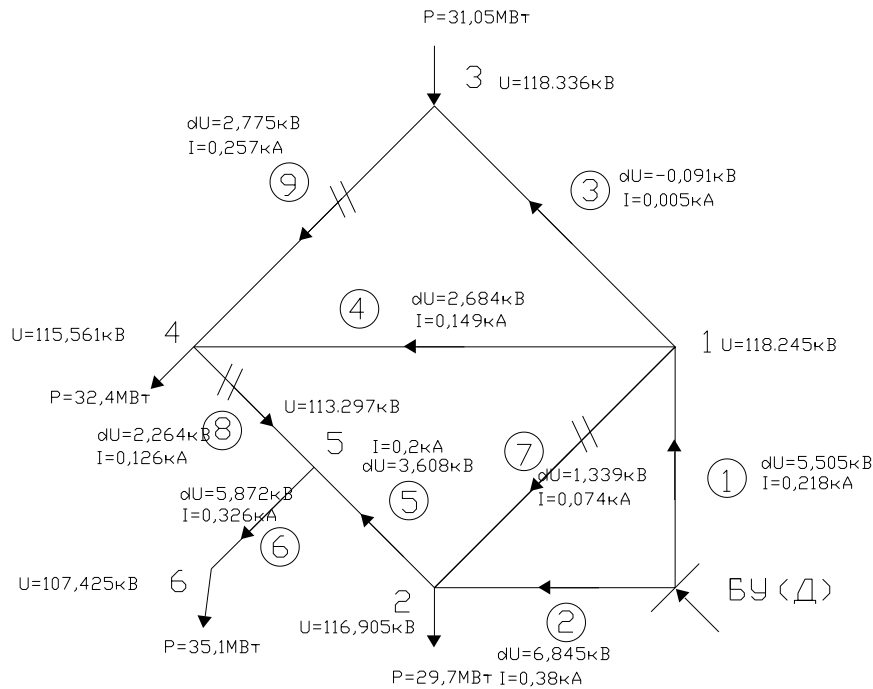 P=31,05МВт
3 U=118.336кВ
dU=2,775кВ
I=0,257кА
9
dU=-0,091кВ
I=0,005кА
3
4
dU=2,684кВ
I=0,149кА
U=115,561кВ
4
1 U=118.245кВ
P=32,4МВт
8
dU=2,264кВ
I=0,126кА
U=113.297кВ
5
I=0,2кА
dU=3,608кВ
5
7
dU=1,339кВ
I=0,074кА
1
dU=5,505кВ
I=0,218кА
dU=5,872кВ
I=0,326кА
6
U=107,425кВ
6
P=35,1МВт
2
U=116,905кВ
P=29,7МВт
2
dU=6,845кВ
I=0,38кА
БУ(Д)